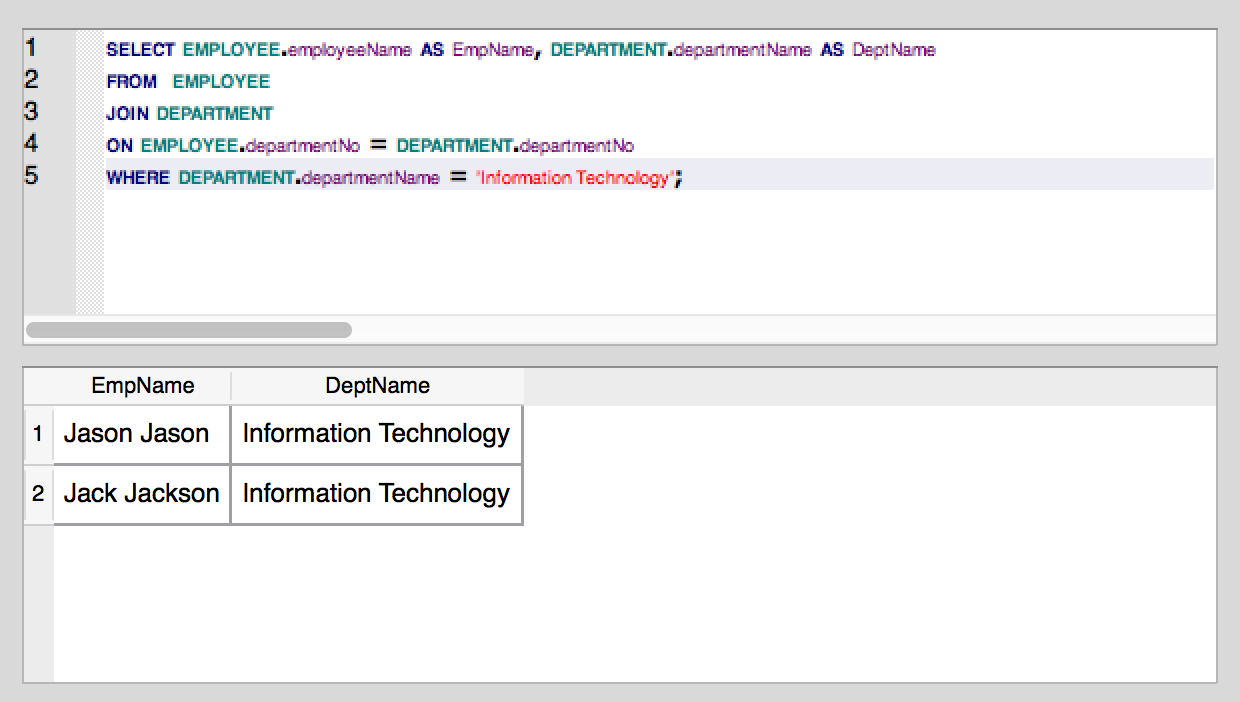 1 SELECT EMPLOYEE.employeeName AS EmpName, DEPARTMENT.departmentName AS DeptName
2 FROM EMPLOYEE
3 JOIN DEPARTMENT
4 ON EMPLOYEE.departmentNo = DEPARTMENT.departmentNo
5 WHERE DEPARTMENT.departmentName = 'Information Technology';
EmpName DeptName
1 Jason Jason Information Technology
2 Jack Jackson Information Technology